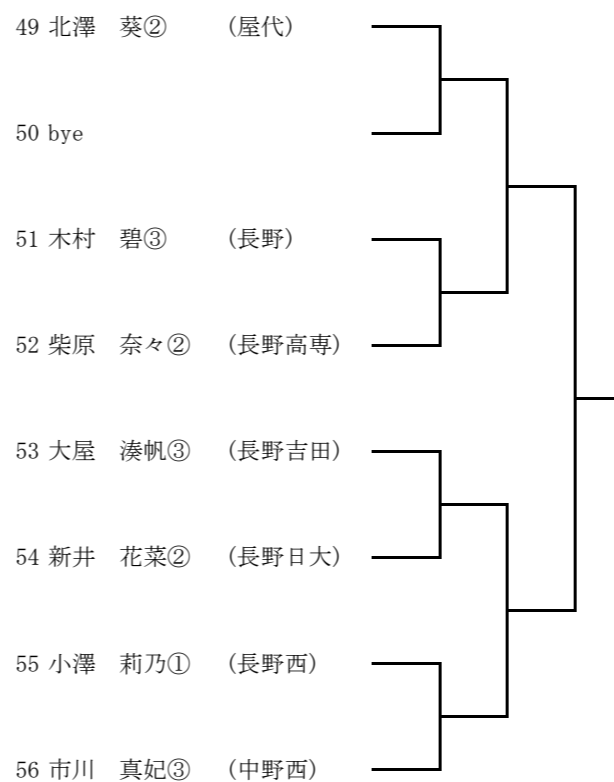 49 北澤　葵②　(屋代)
50 bye
51 木村　碧③　(長野)
52 柴原　奈々②　(長野高専)
53 大屋　湊帆③　(長野吉田)
54 新井　花菜②　(長野日大)
55 小澤　莉乃①　(長野西)
56 市川　真妃③　(中野西)